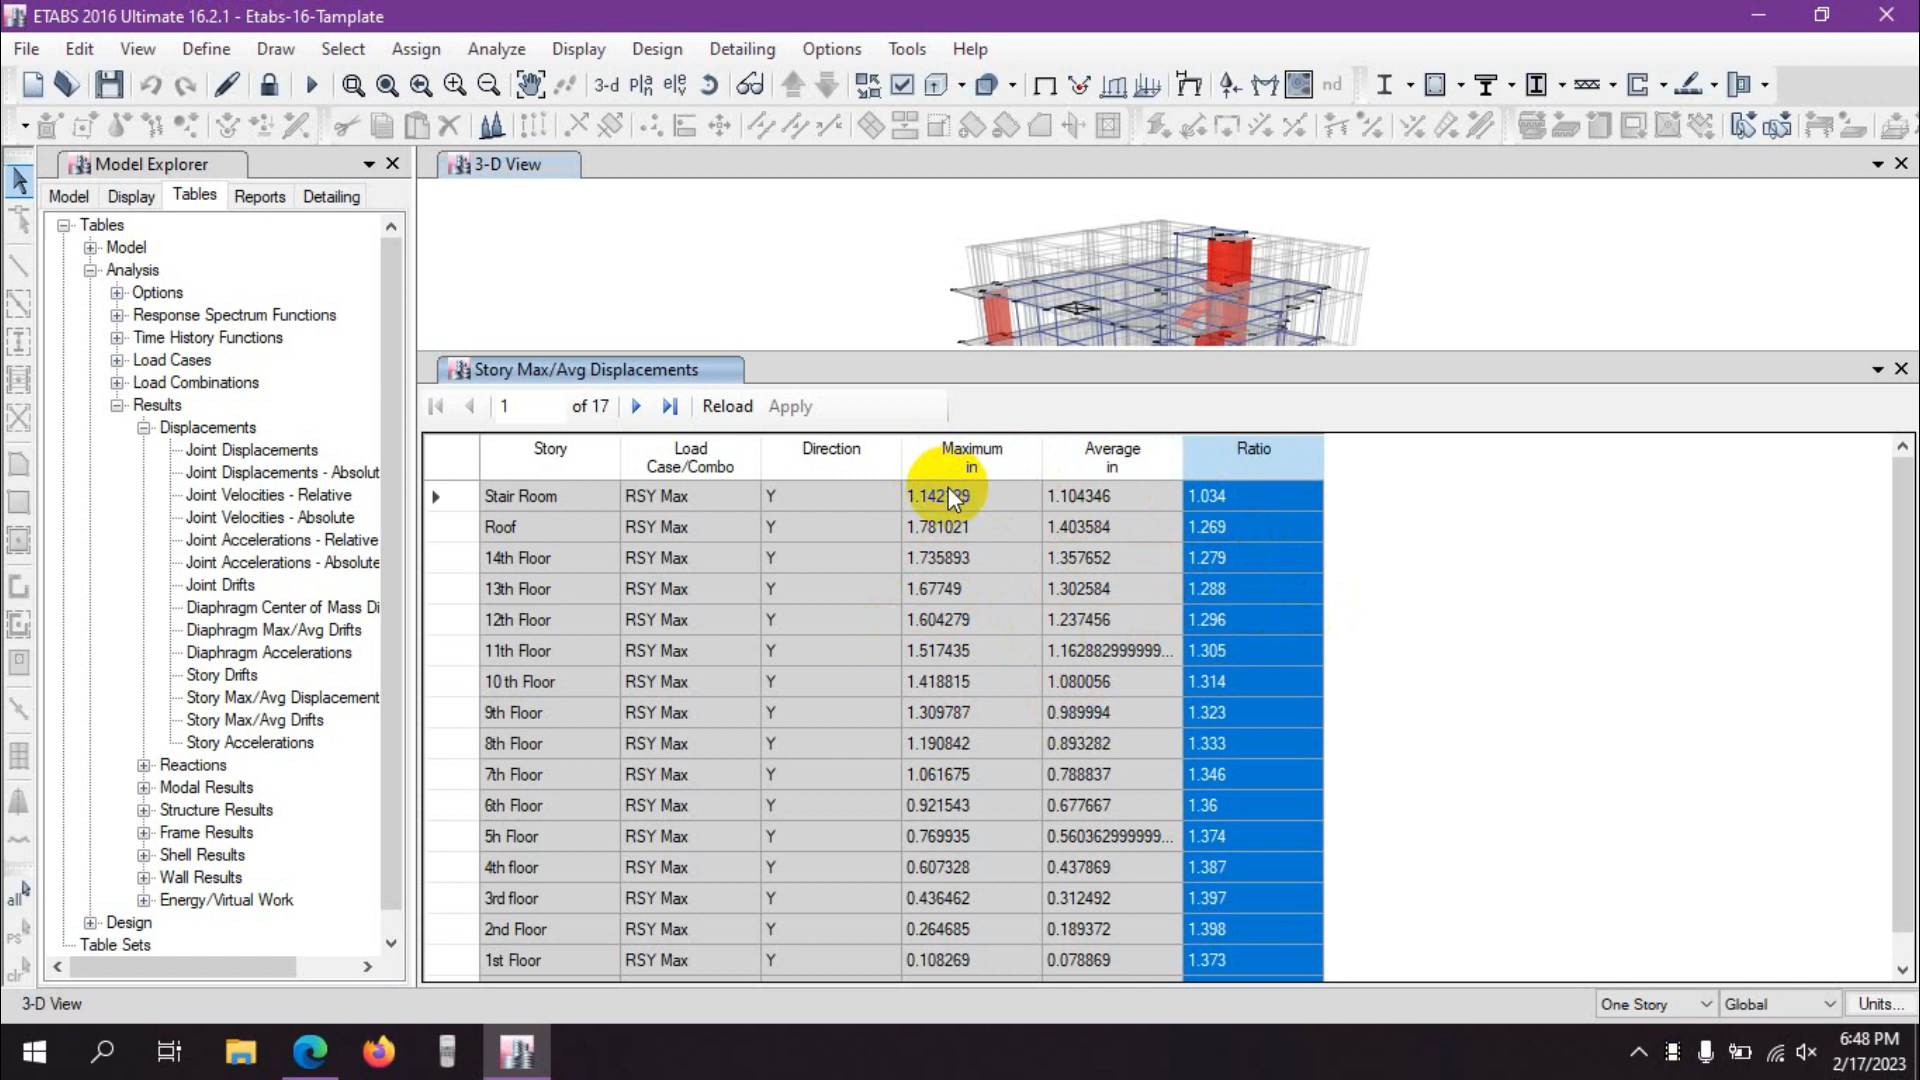 ETABS 2016 Ultimate 16.2.1 - Etabs-16-Tamplate
File Edit View Define Draw Select Assign Analyze Display Design Detailing Options Tools Help
3-d nd
Model Explorer
Model Display Tables Reports Detailing
Tables
Model
Analysis
Options
Response Spectrum Functions
Time History Functions
Load Cases
Load Combinations
Results
Displacements
Joint Displacements
Joint Displacements - Absolut
Joint Velocities - Relative
Joint Velocities - Absolute
Joint Accelerations - Relative
Joint Accelerations - Absolute
Joint Drifts
Diaphragm Center of Mass Di
Diaphragm Max/Avg Drifts
Diaphragm Accelerations
Story Drifts
Story Max/Avg Displacement
Story Max/Avg Drifts
Story Accelerations
Reactions
Modal Results
Structure Results
Frame Results
Shell Results
Wall Results
Energy/Virtual Work
Design
Table Sets
all
ps
clr
3-D View
Story Max/Avg Displacements
1 of 17 Reload Apply
Story Load Case/Combo Direction Maximum in Average in Ratio
Stair Room RSY Max Y 1.104346 1.034
Roof RSY Max Y 1.781021 1.403584 1.269
14th Floor RSY Max Y 1.735893 1.357652 1.279
13th Floor RSY Max Y 1.67749 1.302584 1.288
12th Floor RSY Max Y 1.604279 1.237456 1.296
11th Floor RSY Max Y 1.517435 1.162882999999... 1.305
10 th Floor RSY Max Y 1.418815 1.080056 1.314
9th Floor RSY Max Y 1.309787 0.989994 1.323
8th Floor RSY Max Y 1.190842 0.893282 1.333
7th Floor RSY Max Y 1.061675 0.788837 1.346
6th Floor RSY Max Y 0.921543 0.677667 1.36
5h Floor RSY Max Y 0.769935 0.560362999999... 1.374
4th floor RSY Max Y 0.607328 0.437869 1.387
3rd floor RSY Max Y 0.436462 0.312492 1.397
2nd Floor RSY Max Y 0.264685 0.189372 1.398
1st Floor RSY Max Y 0.108269 0.078869 1.373
3-D View One Story Global Units...
6:48 PM
2/17/2023